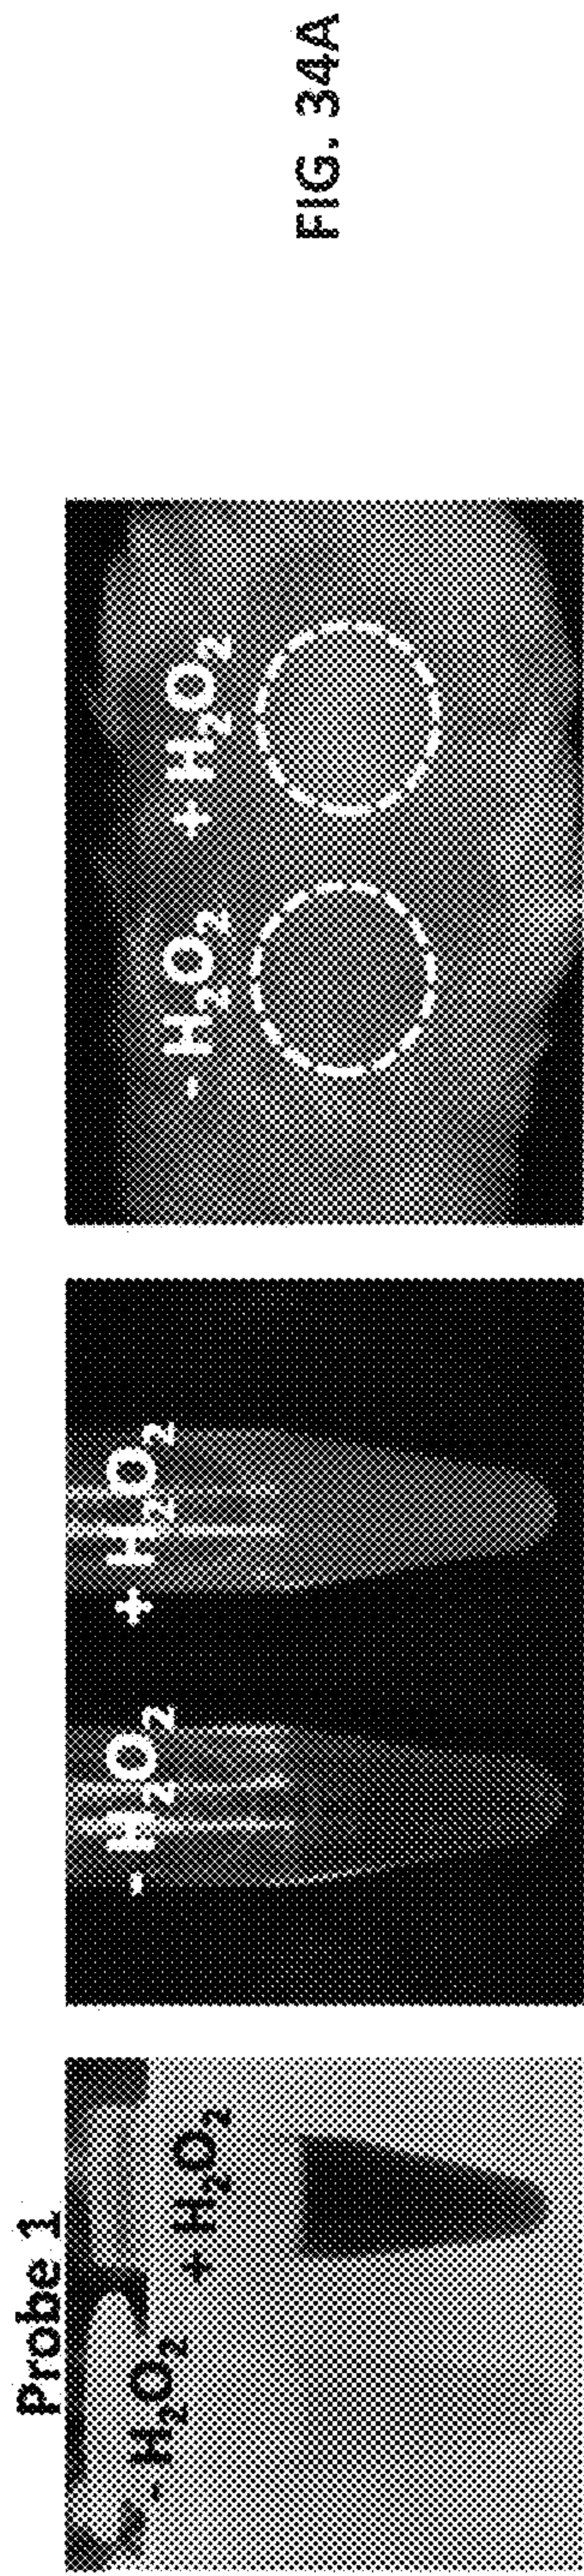 Probe 1
- H₂O₂
+ H₂O₂
- H₂O₂
+ H₂O₂
- H₂O₂
+ H₂O₂
FIG. 34A